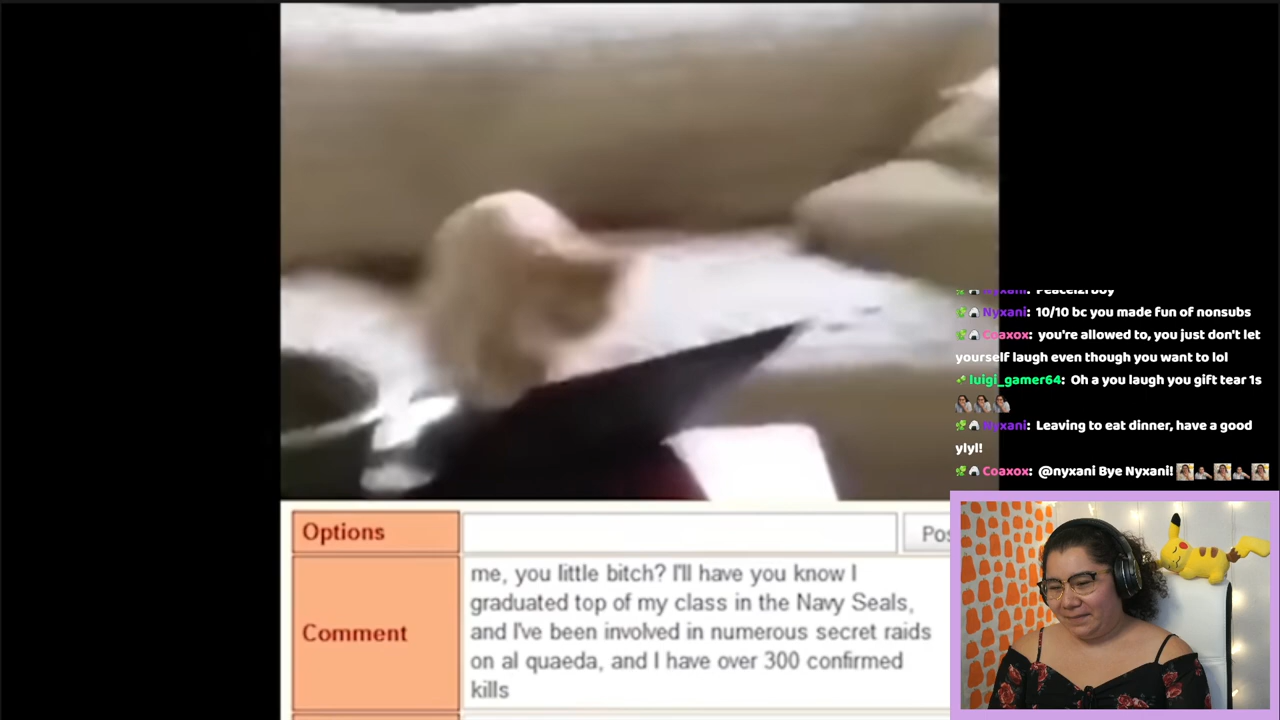 Nyxani: Peace12frdy
Nyxani: 10/10 bc you made fun of nonsubs
Coaxox: you're allowed to, you just don't let
yourself laugh even though you want to lol
luigi_gamer64: Oh a you laugh you gift tear 1s
Nyxani: Leaving to eat dinner, have a good
ylyl!
Coaxox: @nyxani Bye Nyxani!
Options
Pos
Comment
me, you little bitch? I'll have you know I
graduated top of my class in the Navy Seals,
and I've been involved in numerous secret raids
on al quaeda, and I have over 300 confirmed
kills